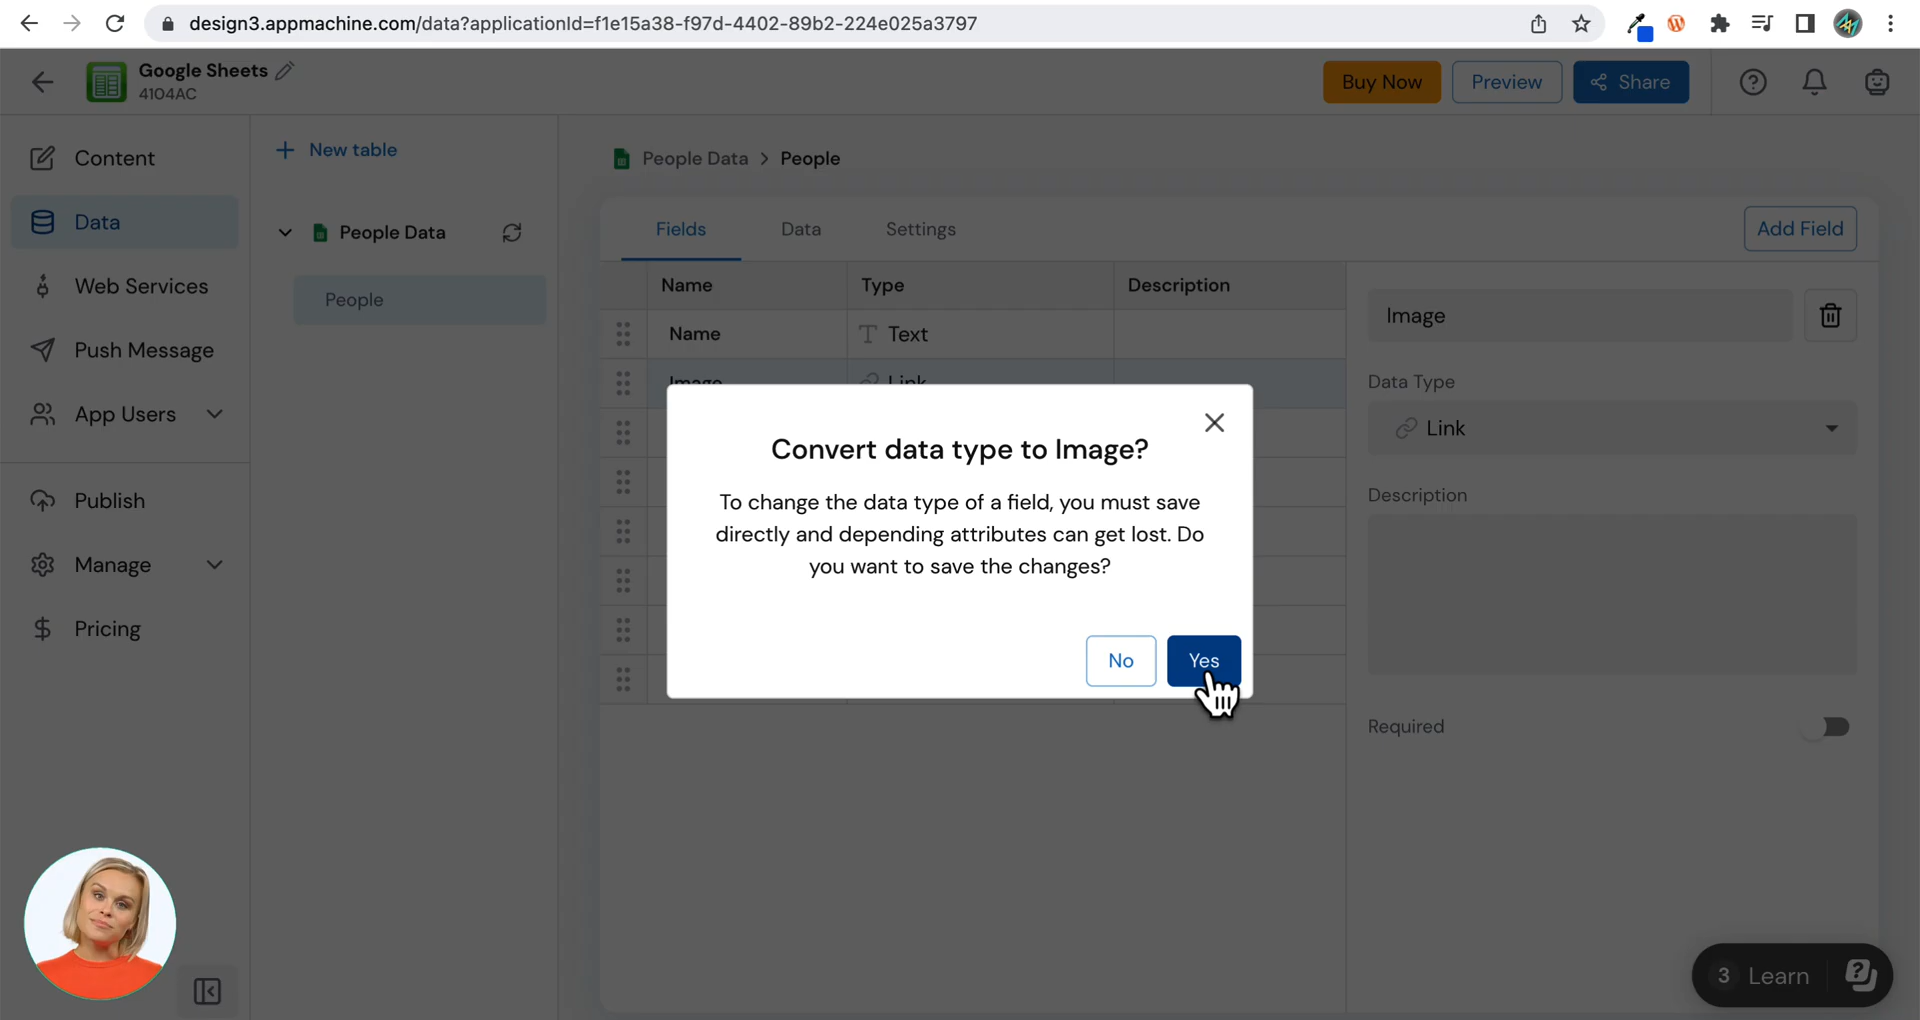 design3.appmachine.com/data?applicationId=f1e15a38-f97d-4402-89b2-224e025a3797
Google Sheets
4104AC
Buy Now
Preview
Share
Content
Data
Web Services
Push Message
App Users
Publish
Manage
Pricing
New table
People Data
People
People Data > People
Fields
Data
Settings
Add Field
Name
Type
Description
Name
Text
Image
Link
Image
Data Type
Link
Description
Required
Convert data type to Image?
To change the data type of a field, you must save
directly and depending attributes can get lost. Do
you want to save the changes?
No
Yes
3 Learn